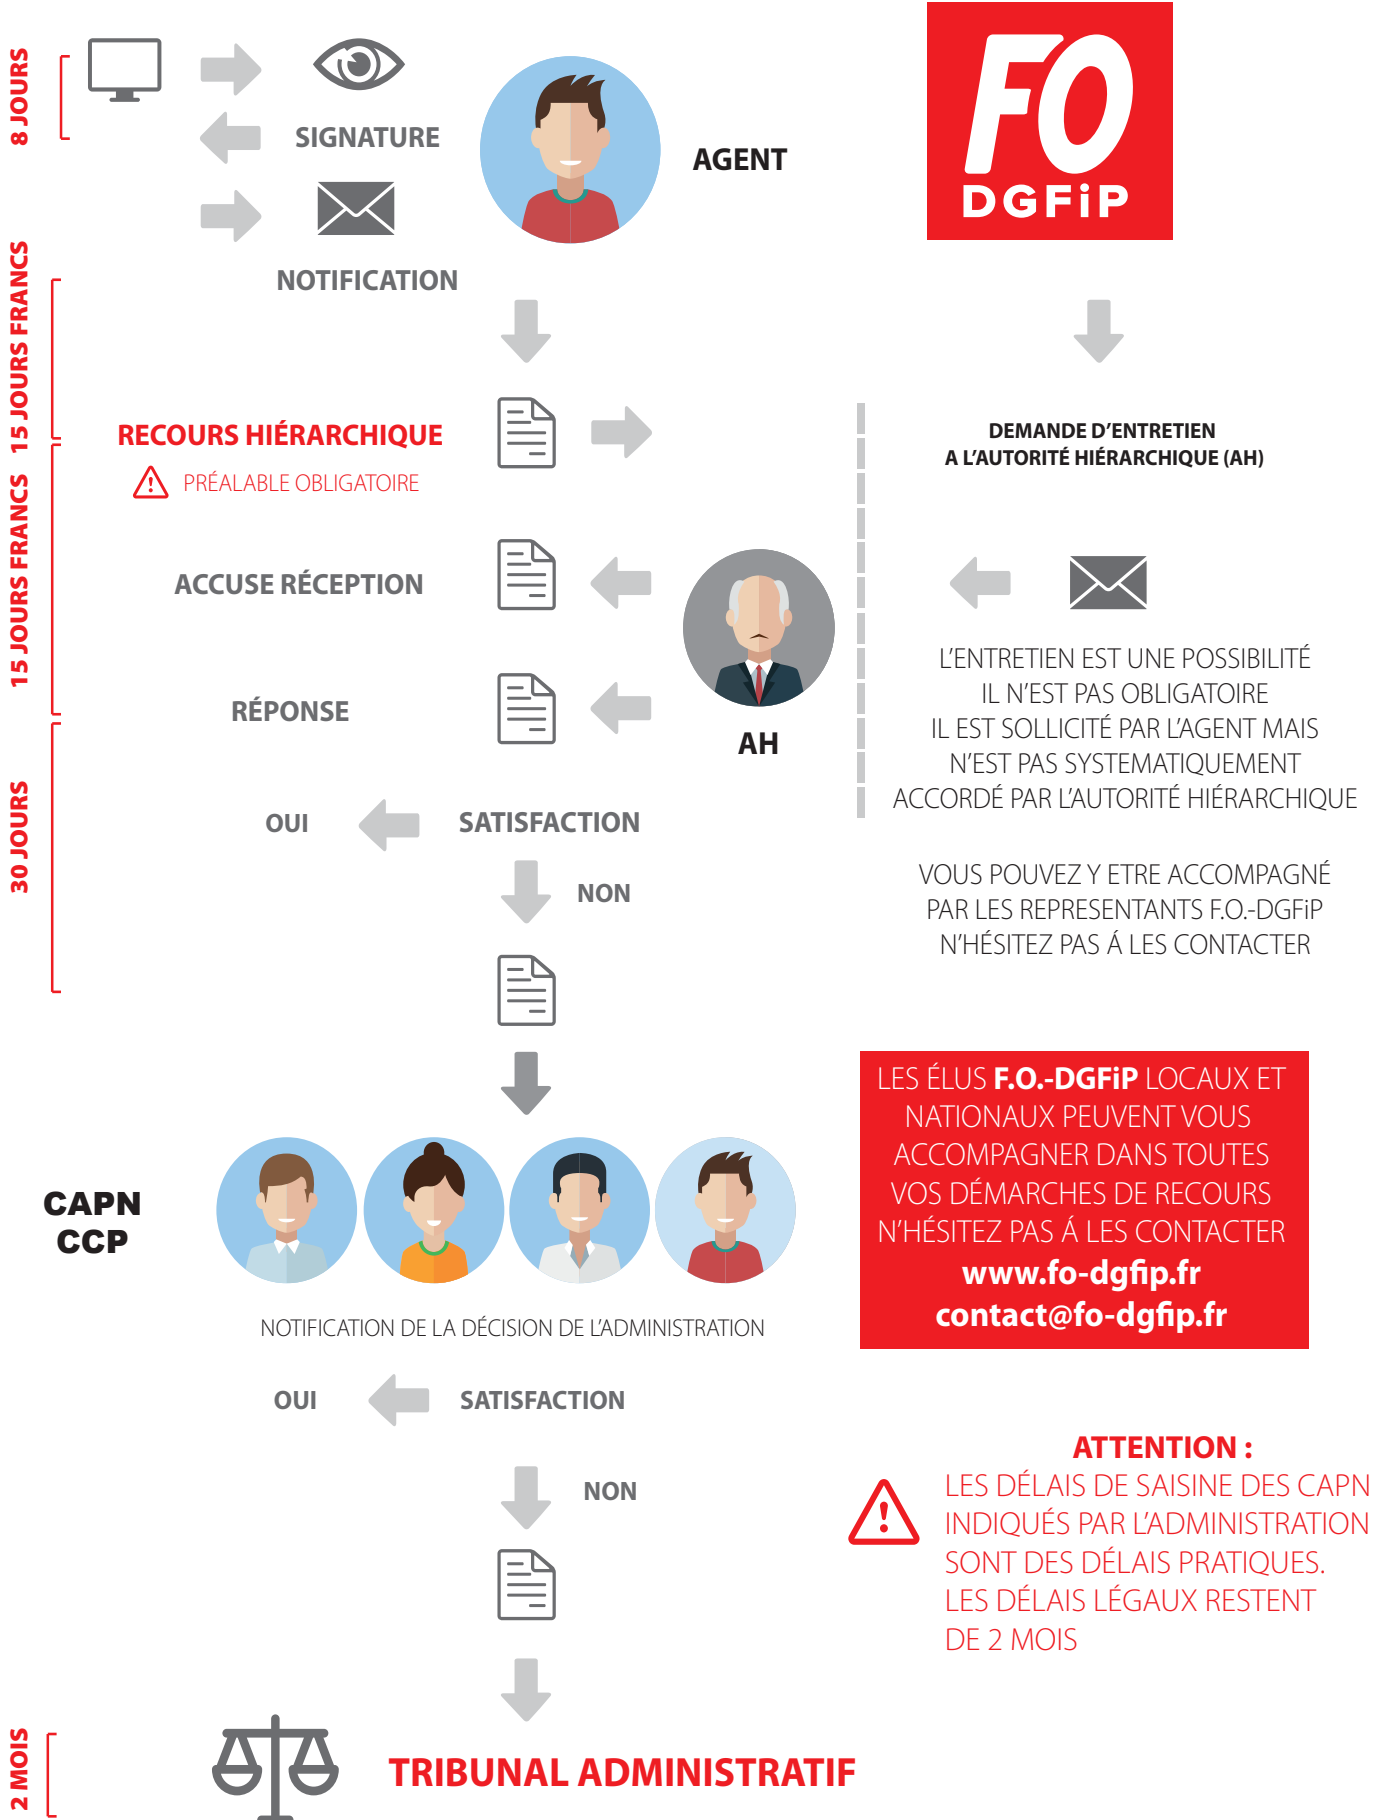 8 JOURS
SIGNATURE
AGENT
FO
DGFiP
NOTIFICATION
15 JOURS FRANCS
RECOURS HIÉRARCHIQUE
PRÉALABLE OBLIGATOIRE
DEMANDE D'ENTRETIEN
A L'AUTORITÉ HIÉRARCHIQUE (AH)
15 JOURS FRANCS
ACCUSE RÉCEPTION
RÉPONSE
AH
L'ENTRETIEN EST UNE POSSIBILITÉ
IL N'EST PAS OBLIGATOIRE
IL EST SOLLICITÉ PAR L'AGENT MAIS
N'EST PAS SYSTEMATIQUEMENT
ACCORDÉ PAR L'AUTORITÉ HIÉRARCHIQUE
30 JOURS
OUI
SATISFACTION
NON
VOUS POUVEZ Y ETRE ACCOMPAGNÉ
PAR LES REPRESENTANTS F.O.-DGFiP
N'HÉSITEZ PAS Á LES CONTACTER
LES ÉLUS F.O.-DGFiP LOCAUX ET
NATIONAUX PEUVENT VOUS
ACCOMPAGNER DANS TOUTES
VOS DÉMARCHES DE RECOURS
N'HÉSITEZ PAS Á LES CONTACTER
www.fo-dgfip.fr
contact@fo-dgfip.fr
CAPN
CCP
NOTIFICATION DE LA DÉCISION DE L'ADMINISTRATION
OUI
SATISFACTION
NON
ATTENTION :
LES DÉLAIS DE SAISINE DES CAPN
INDIQUÉS PAR L'ADMINISTRATION
SONT DES DÉLAIS PRATIQUES.
LES DÉLAIS LÉGAUX RESTENT
DE 2 MOIS
2 MOIS
TRIBUNAL ADMINISTRATIF